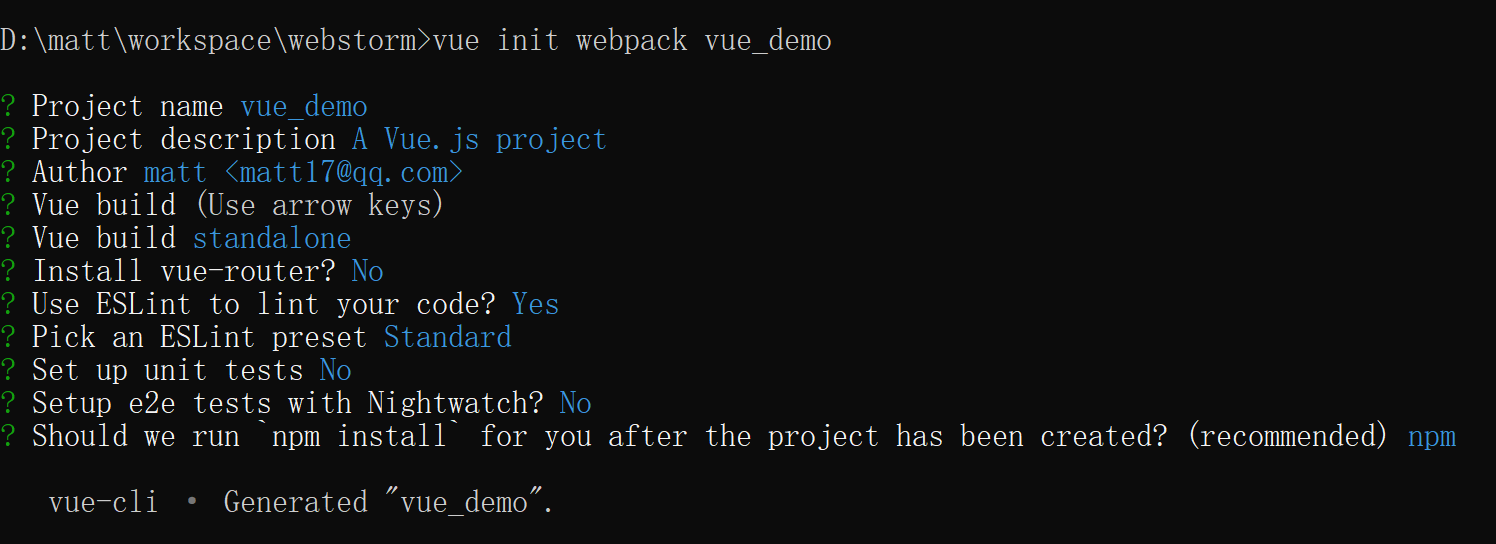 D:\matt\workspace\webstorm>vue init webpack vue_demo
? Project name vue_demo
? Project description A Vue.js project
? Author matt <matt17@qq.com>
? Vue build (Use arrow keys)
? Vue build standalone
? Install vue-router? No
? Use ESLint to lint your code? Yes
? Pick an ESLint preset Standard
? Set up unit tests No
? Setup e2e tests with Nightwatch? No
? Should we run `npm install` for you after the project has been created? (recommended) npm
vue-cli · Generated "vue_demo".